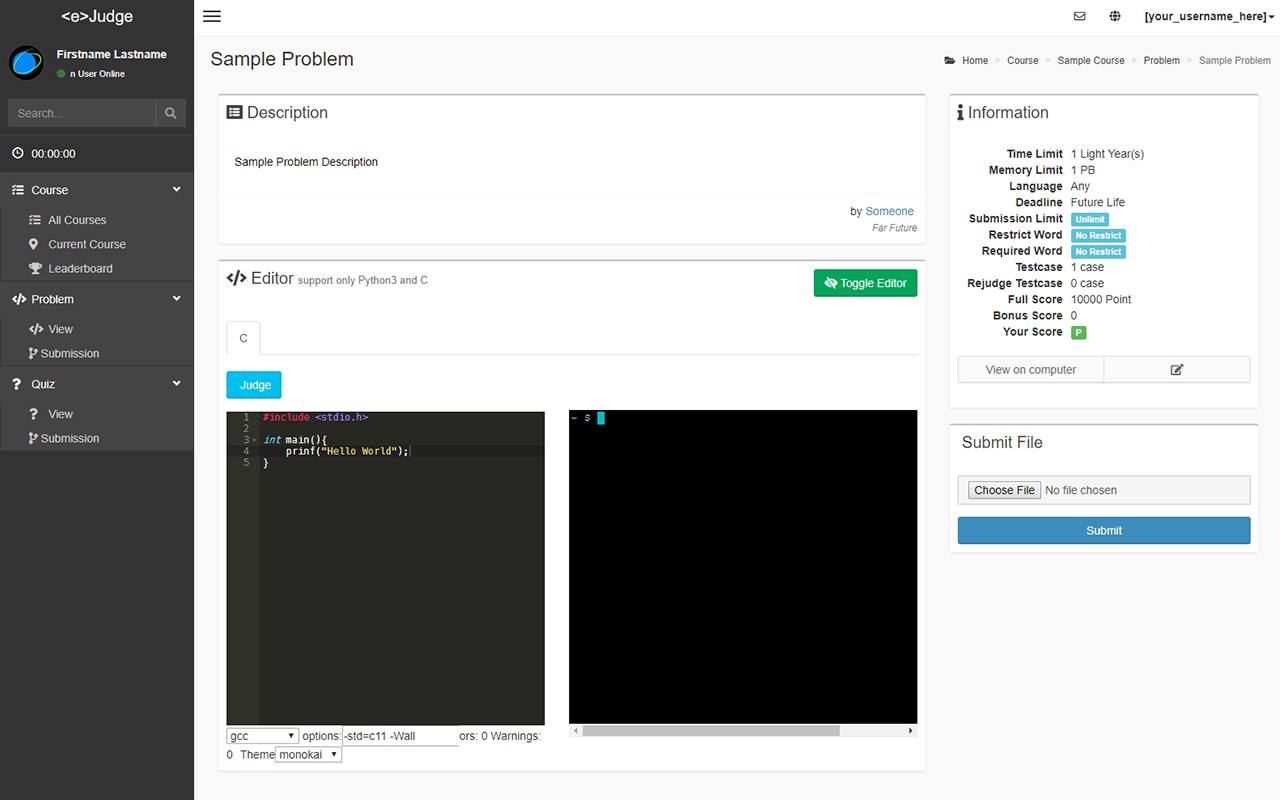 <e>Judge
Firstname Lastname
n User Online
Search...
00:00:00
Course
All Courses
Current Course
Leaderboard
Problem
View
Submission
Quiz
View
Submission
[your_username_here]
Sample Problem
Home > Course > Sample Course > Problem > Sample Problem
Description
Sample Problem Description
by Someone
Far Future
Editor support only Python3 and C
Toggle Editor
C
Judge
1 #include <stdio.h>
2
3 int main(){
4 prinf("Hello World");
5 }
~ $
gcc options: -std=c11 -Wall ors: 0 Warnings:
0 Theme monokai
Information
Time Limit 1 Light Year(s)
Memory Limit 1 PB
Language Any
Deadline Future Life
Submission Limit Unlimit
Restrict Word No Restrict
Required Word No Restrict
Testcase 1 case
Rejudge Testcase 0 case
Full Score 10000 Point
Bonus Score 0
Your Score P
View on computer
Submit File
Choose File No file chosen
Submit